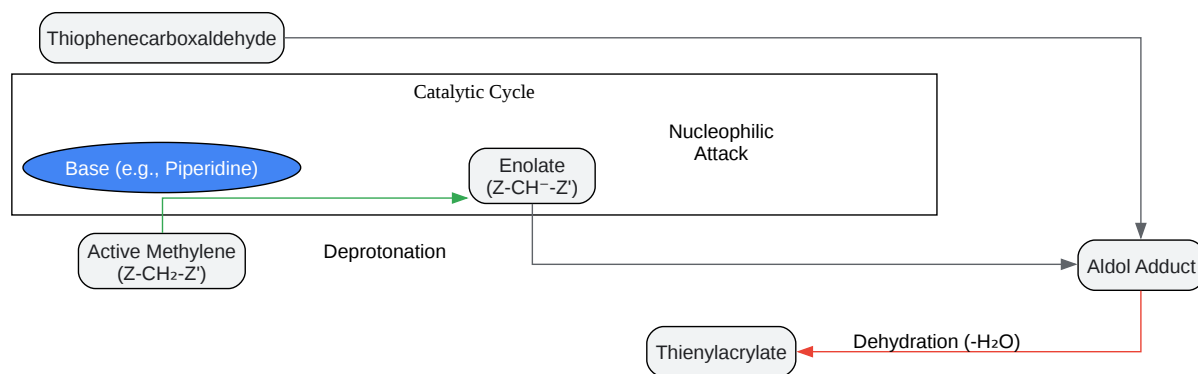 Thiophenecarboxaldehyde
Catalytic Cycle
Nucleophilic
Attack
Base (e.g., Piperidine)
Enolate
(Z-CH⁻-Z')
Active Methylene
(Z-CH₂-Z')
Deprotonation
Aldol Adduct
Dehydration (-H₂O)
Thienylacrylate